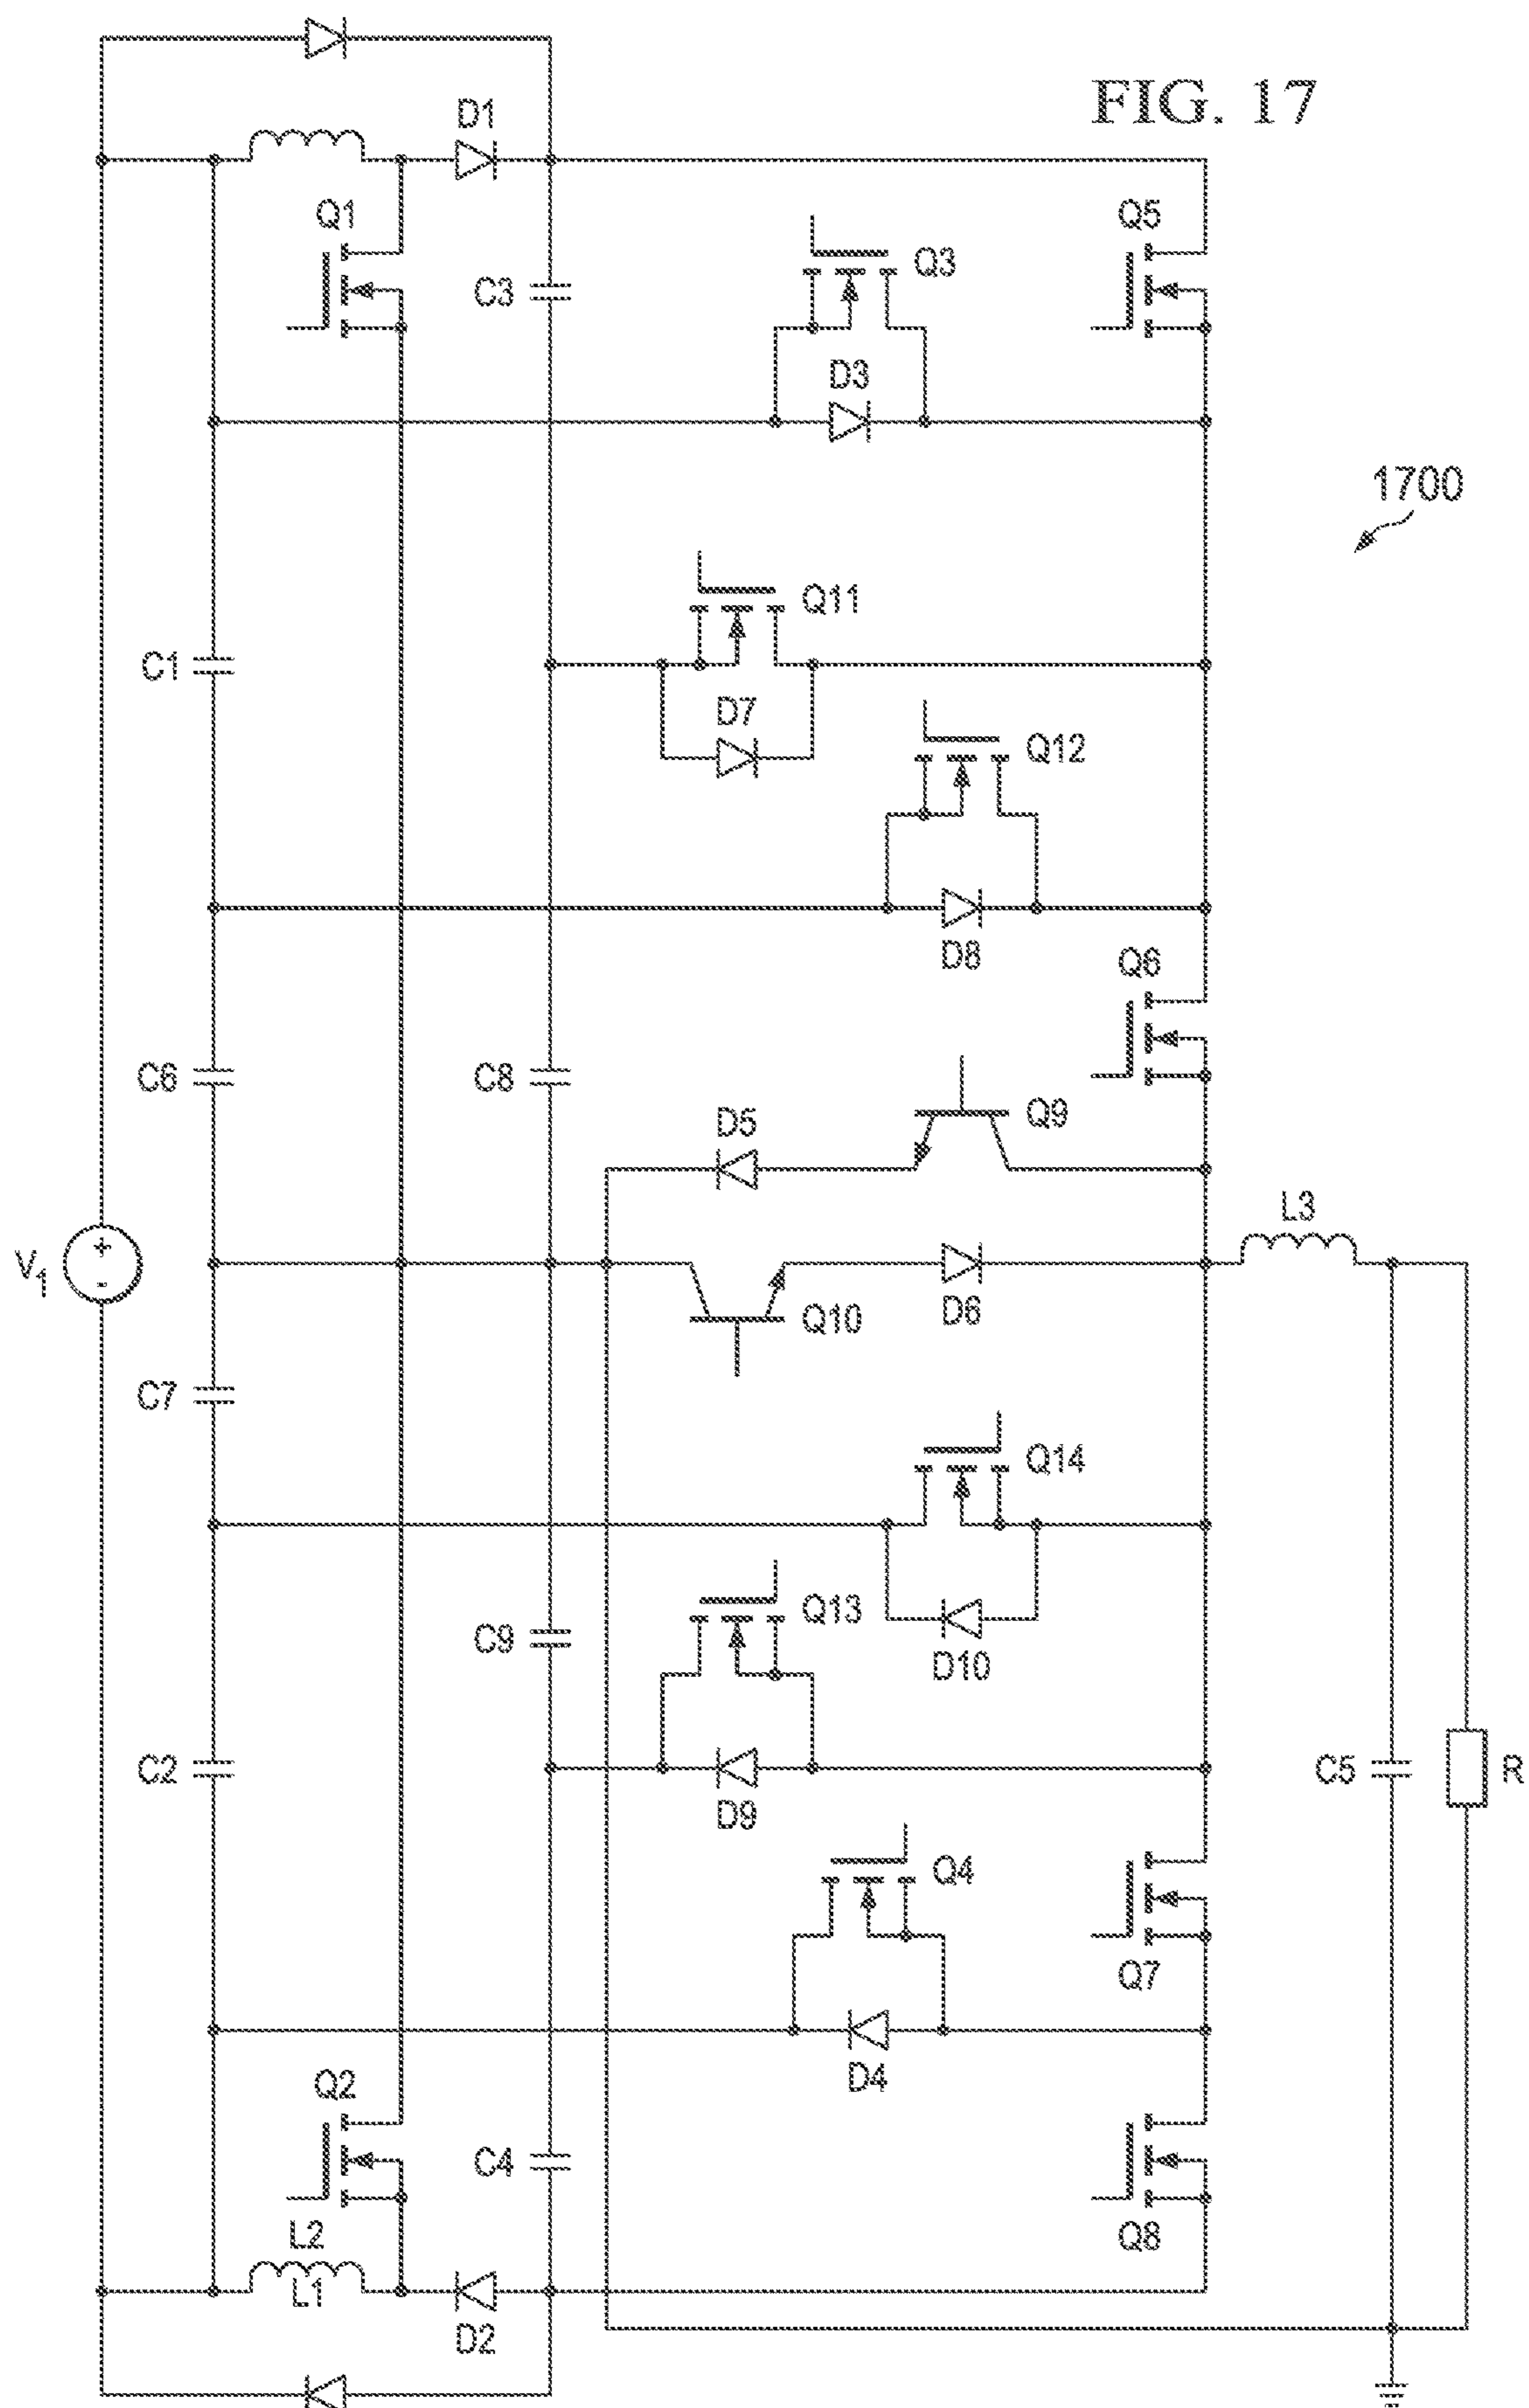 FIG. 17
D1
Q1
Q3
Q5
C3
D3
1700
Q11
C1
D7
Q12
D8
Q6
C6
C8
D5
Q9
L3
V1
+
-
Q10
D6
C7
Q14
Q13
C9
D10
C2
C5
R
D9
Q4
Q7
D4
Q2
C4
L2
Q8
L1
D2